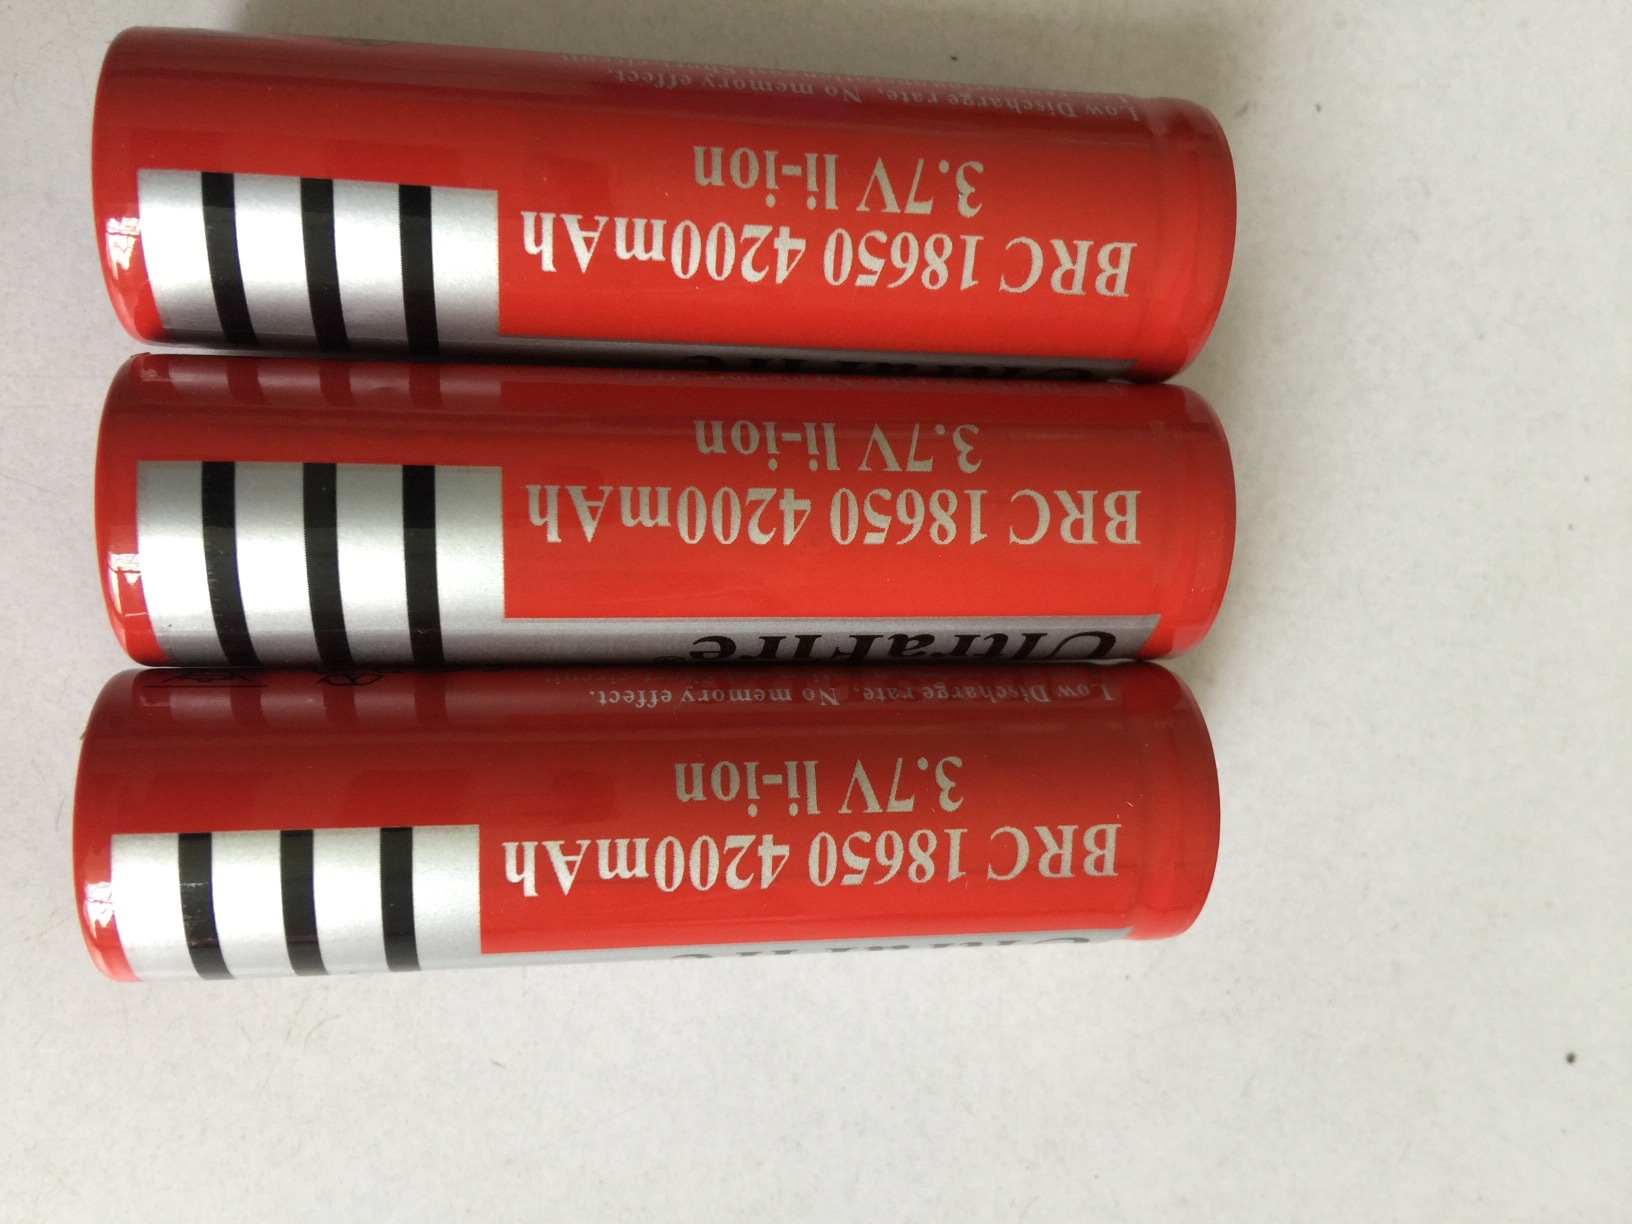 BRC 18650 4200mAh
3.7V li-ion
Low Discharge rate, No memory effect.
UltraFire
BRC 18650 4200mAh
3.7V li-ion
BRC 18650 4200mAh
3.7V li-ion
Low Discharge rate, No memory effect.